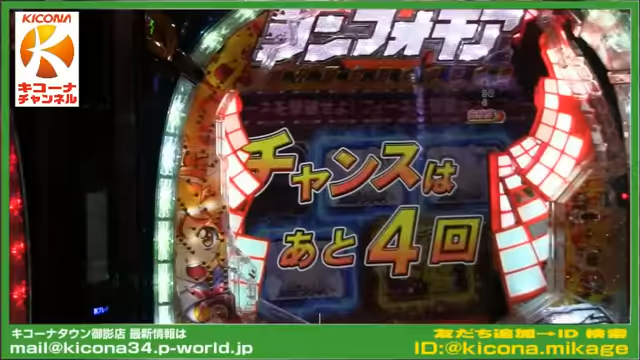 KICONA
キコーナ
チャンネル
チャンスは
あと4回
キコーナタウン御影店 最新情報は
mail@kicona34.p-world.jp
友だち追加→ID 検索
ID:@kicona.mikage